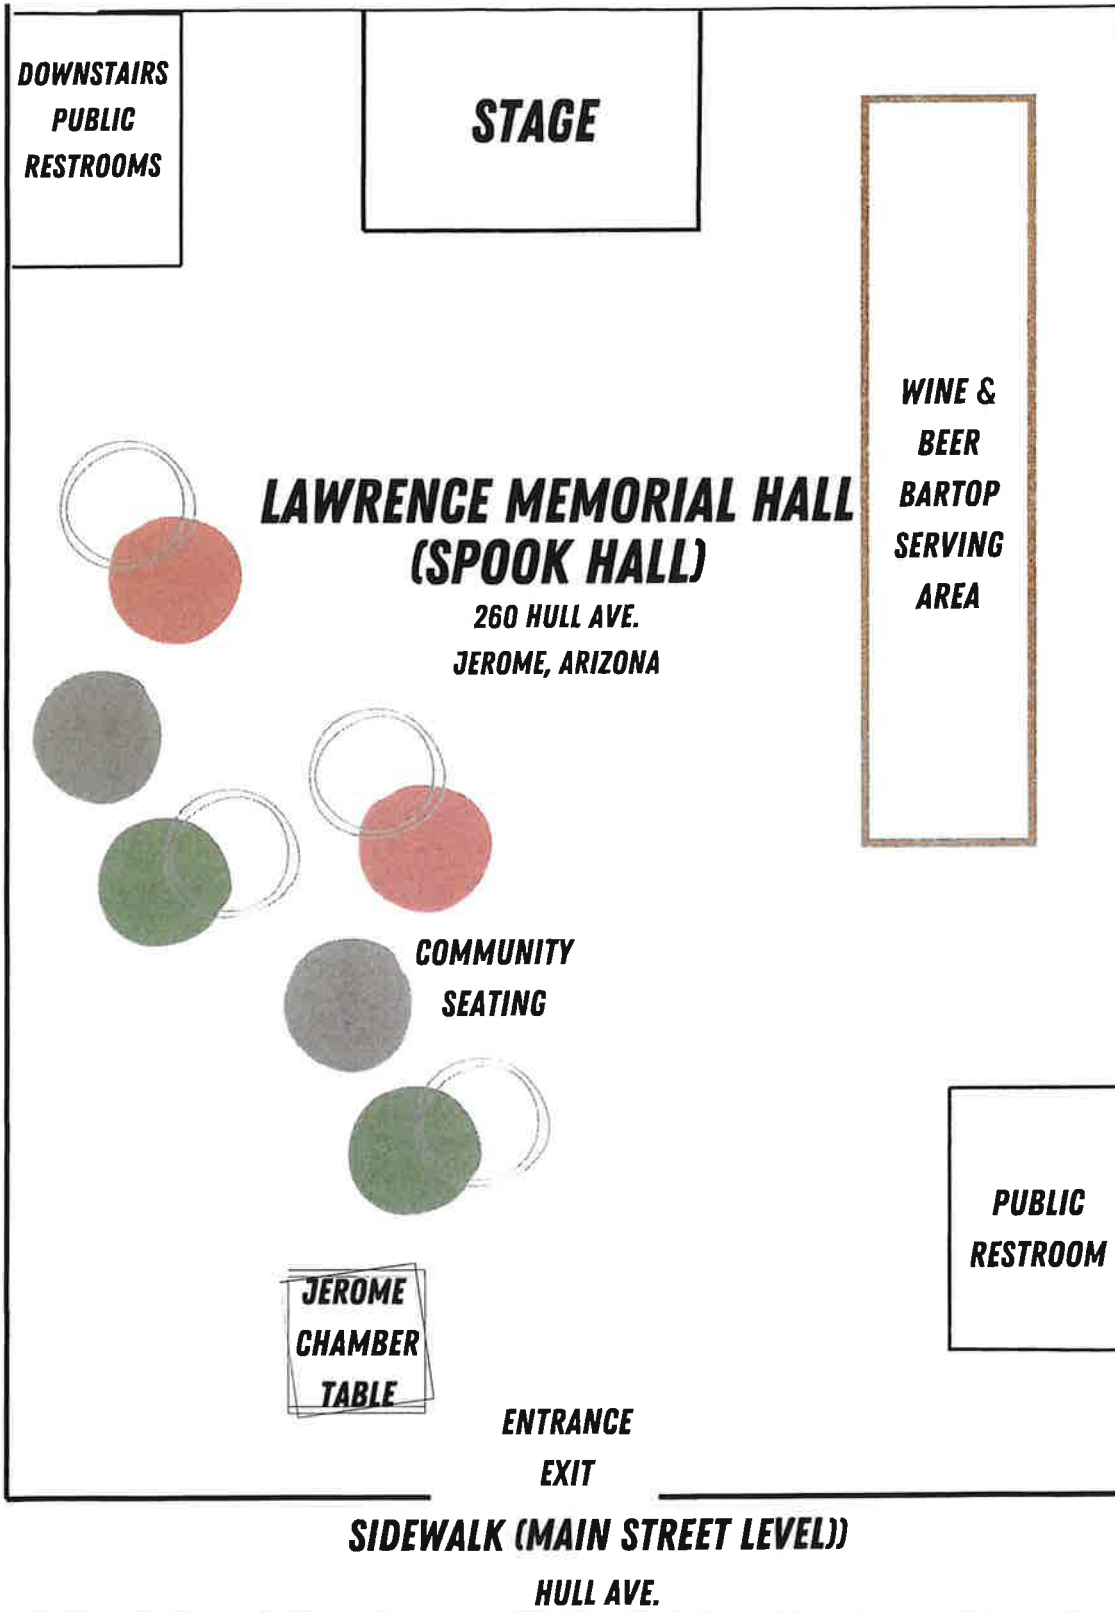 DOWNSTAIRS
PUBLIC
RESTROOMS
STAGE
WINE &
BEER
BARTOP
SERVING
AREA
LAWRENCE MEMORIAL HALL
(SPOOK HALL)
260 HULL AVE.
JEROME, ARIZONA
COMMUNITY
SEATING
PUBLIC
RESTROOM
JEROME
CHAMBER
TABLE
ENTRANCE
EXIT
SIDEWALK (MAIN STREET LEVEL))
HULL AVE.